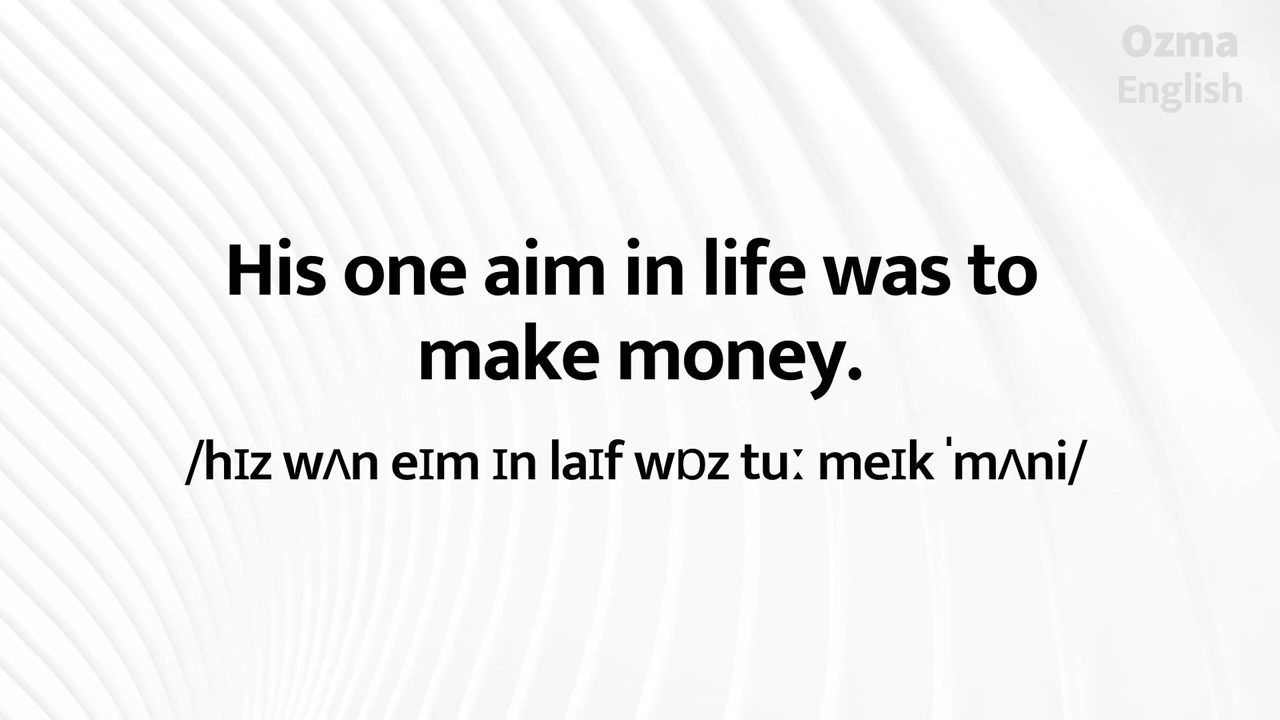 Ozma
English
His one aim in life was to
make money.
/hɪz wʌn eɪm ɪn laɪf wɒz tuː meɪk ˈmʌni/